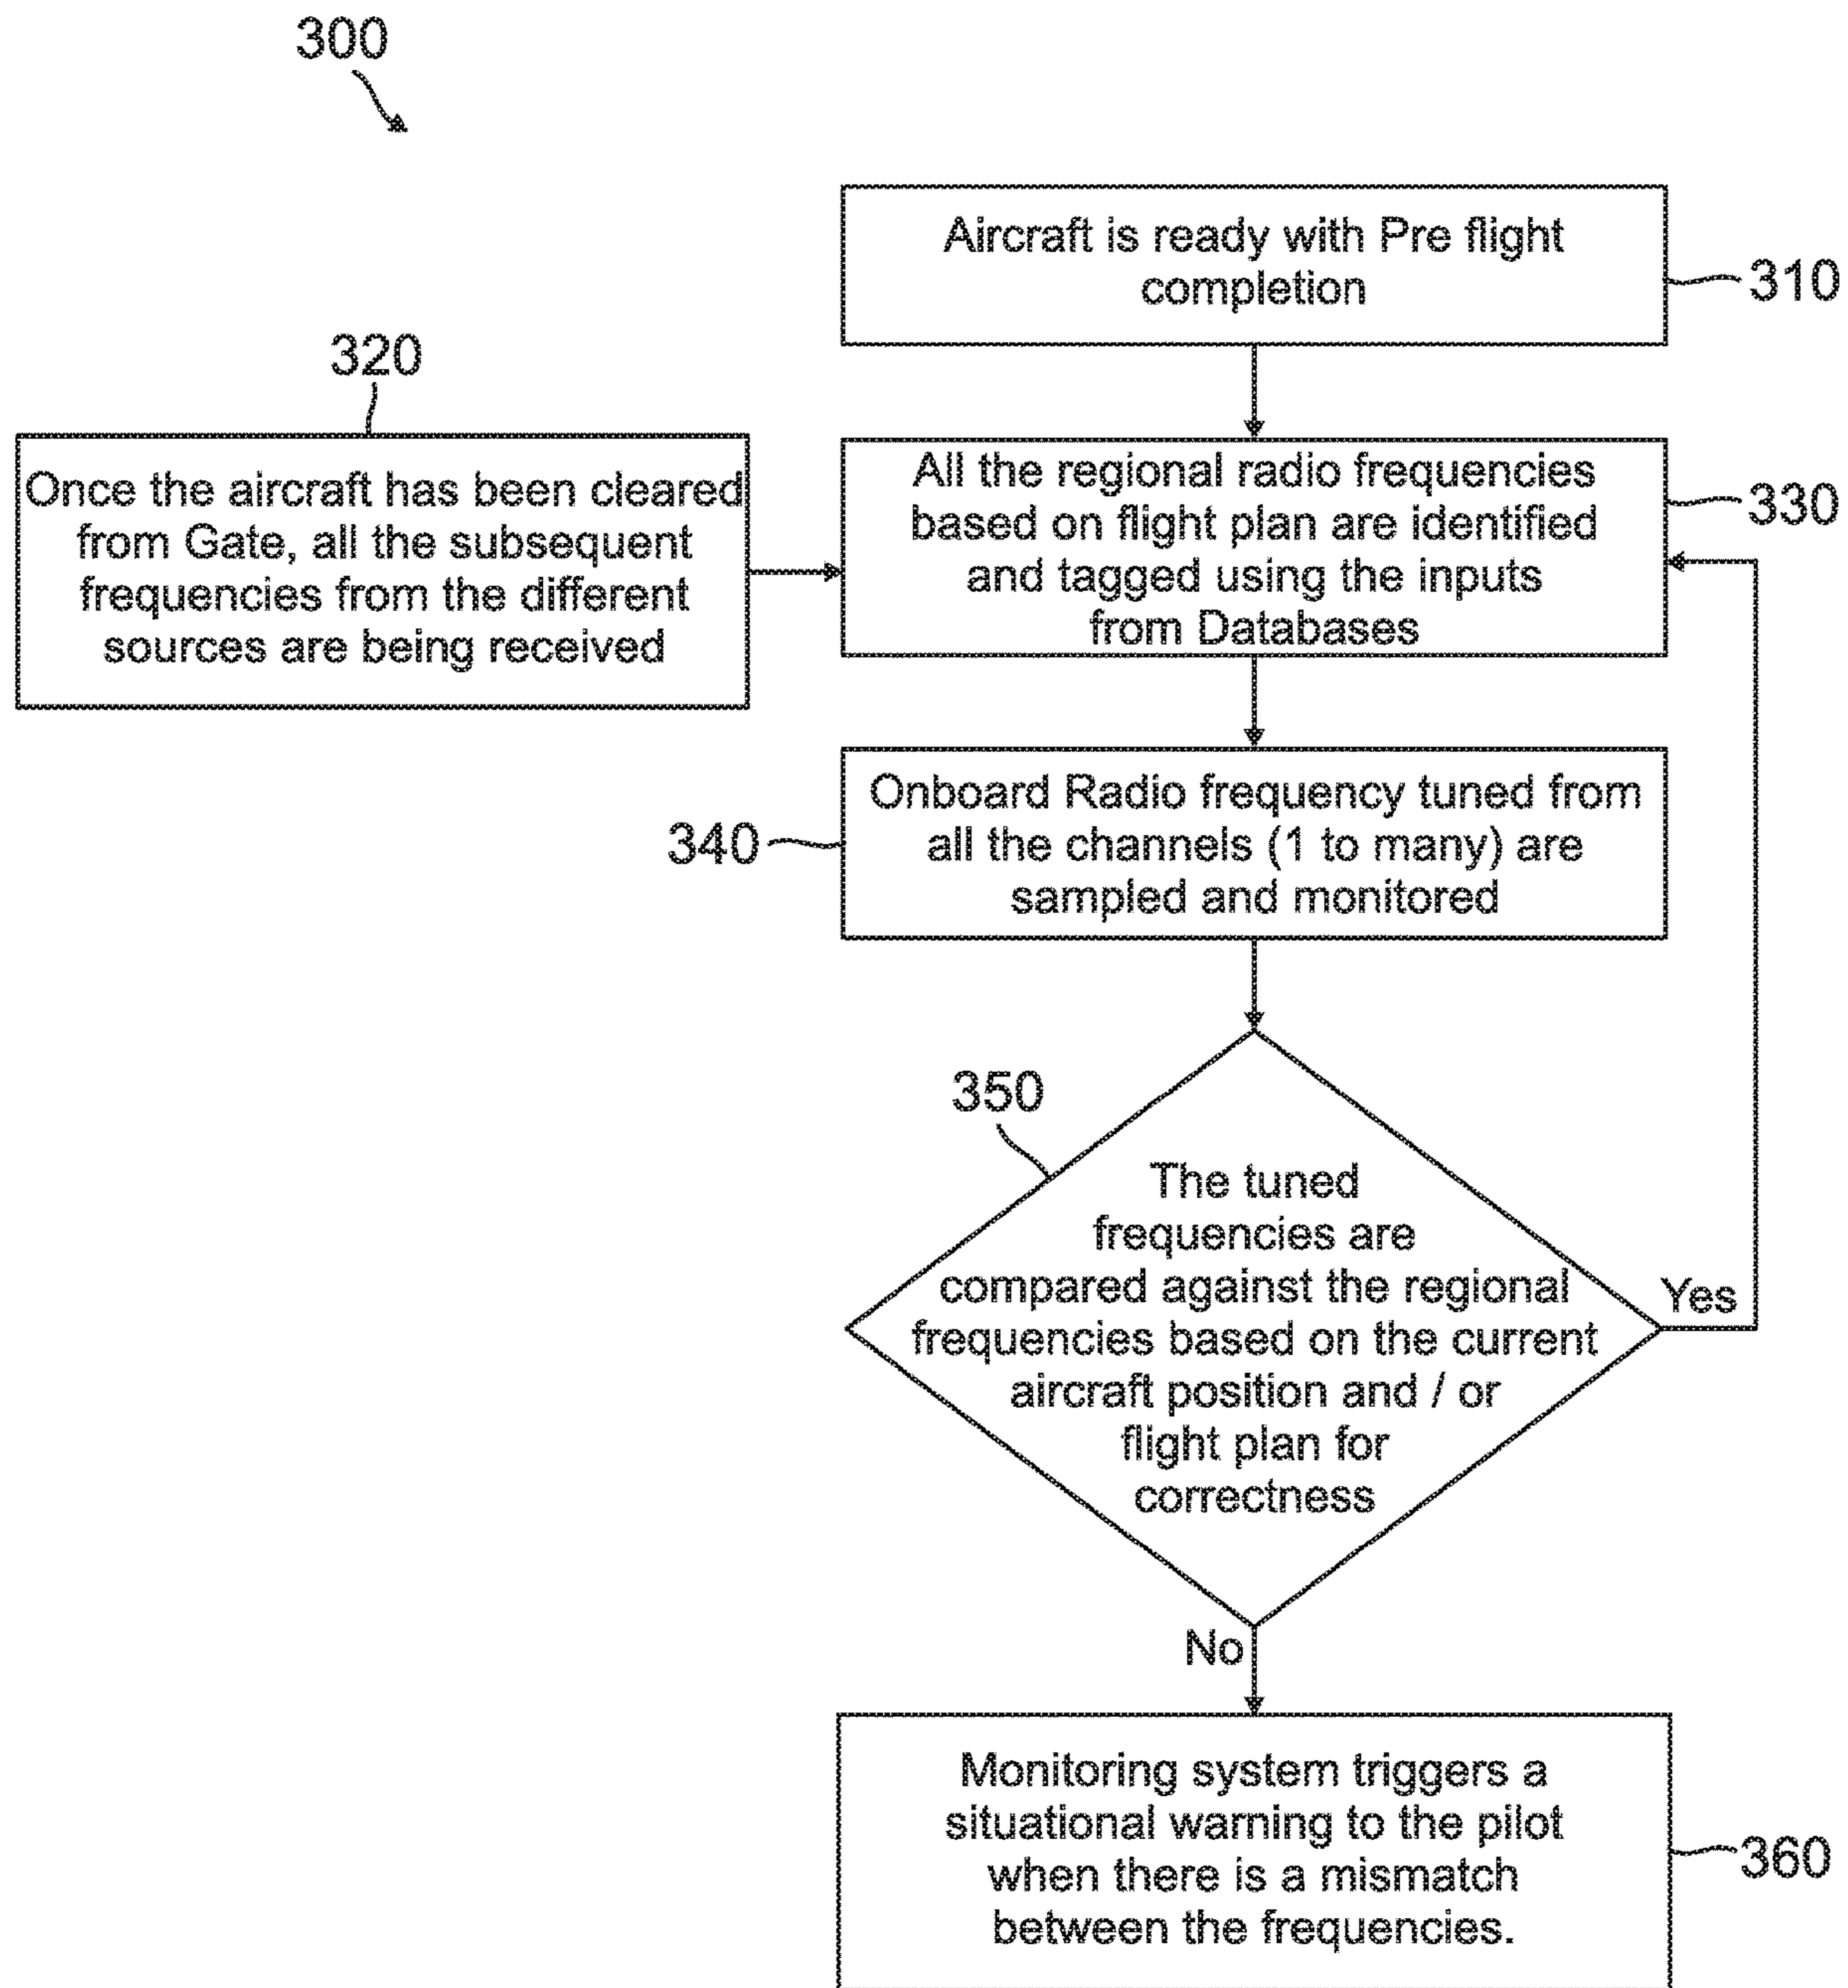 300
Aircraft is ready with Pre flight
completion
310
320
Once the aircraft has been cleared
from Gate, all the subsequent
frequencies from the different
sources are being received
All the regional radio frequencies
based on flight plan are identified
and tagged using the inputs
from Databases
330
340
Onboard Radio frequency tuned from
all the channels (1 to many) are
sampled and monitored
350
The tuned
frequencies are
compared against the regional
frequencies based on the current
aircraft position and / or
flight plan for
correctness
Yes
No
Monitoring system triggers a
situational warning to the pilot
when there is a mismatch
between the frequencies.
360